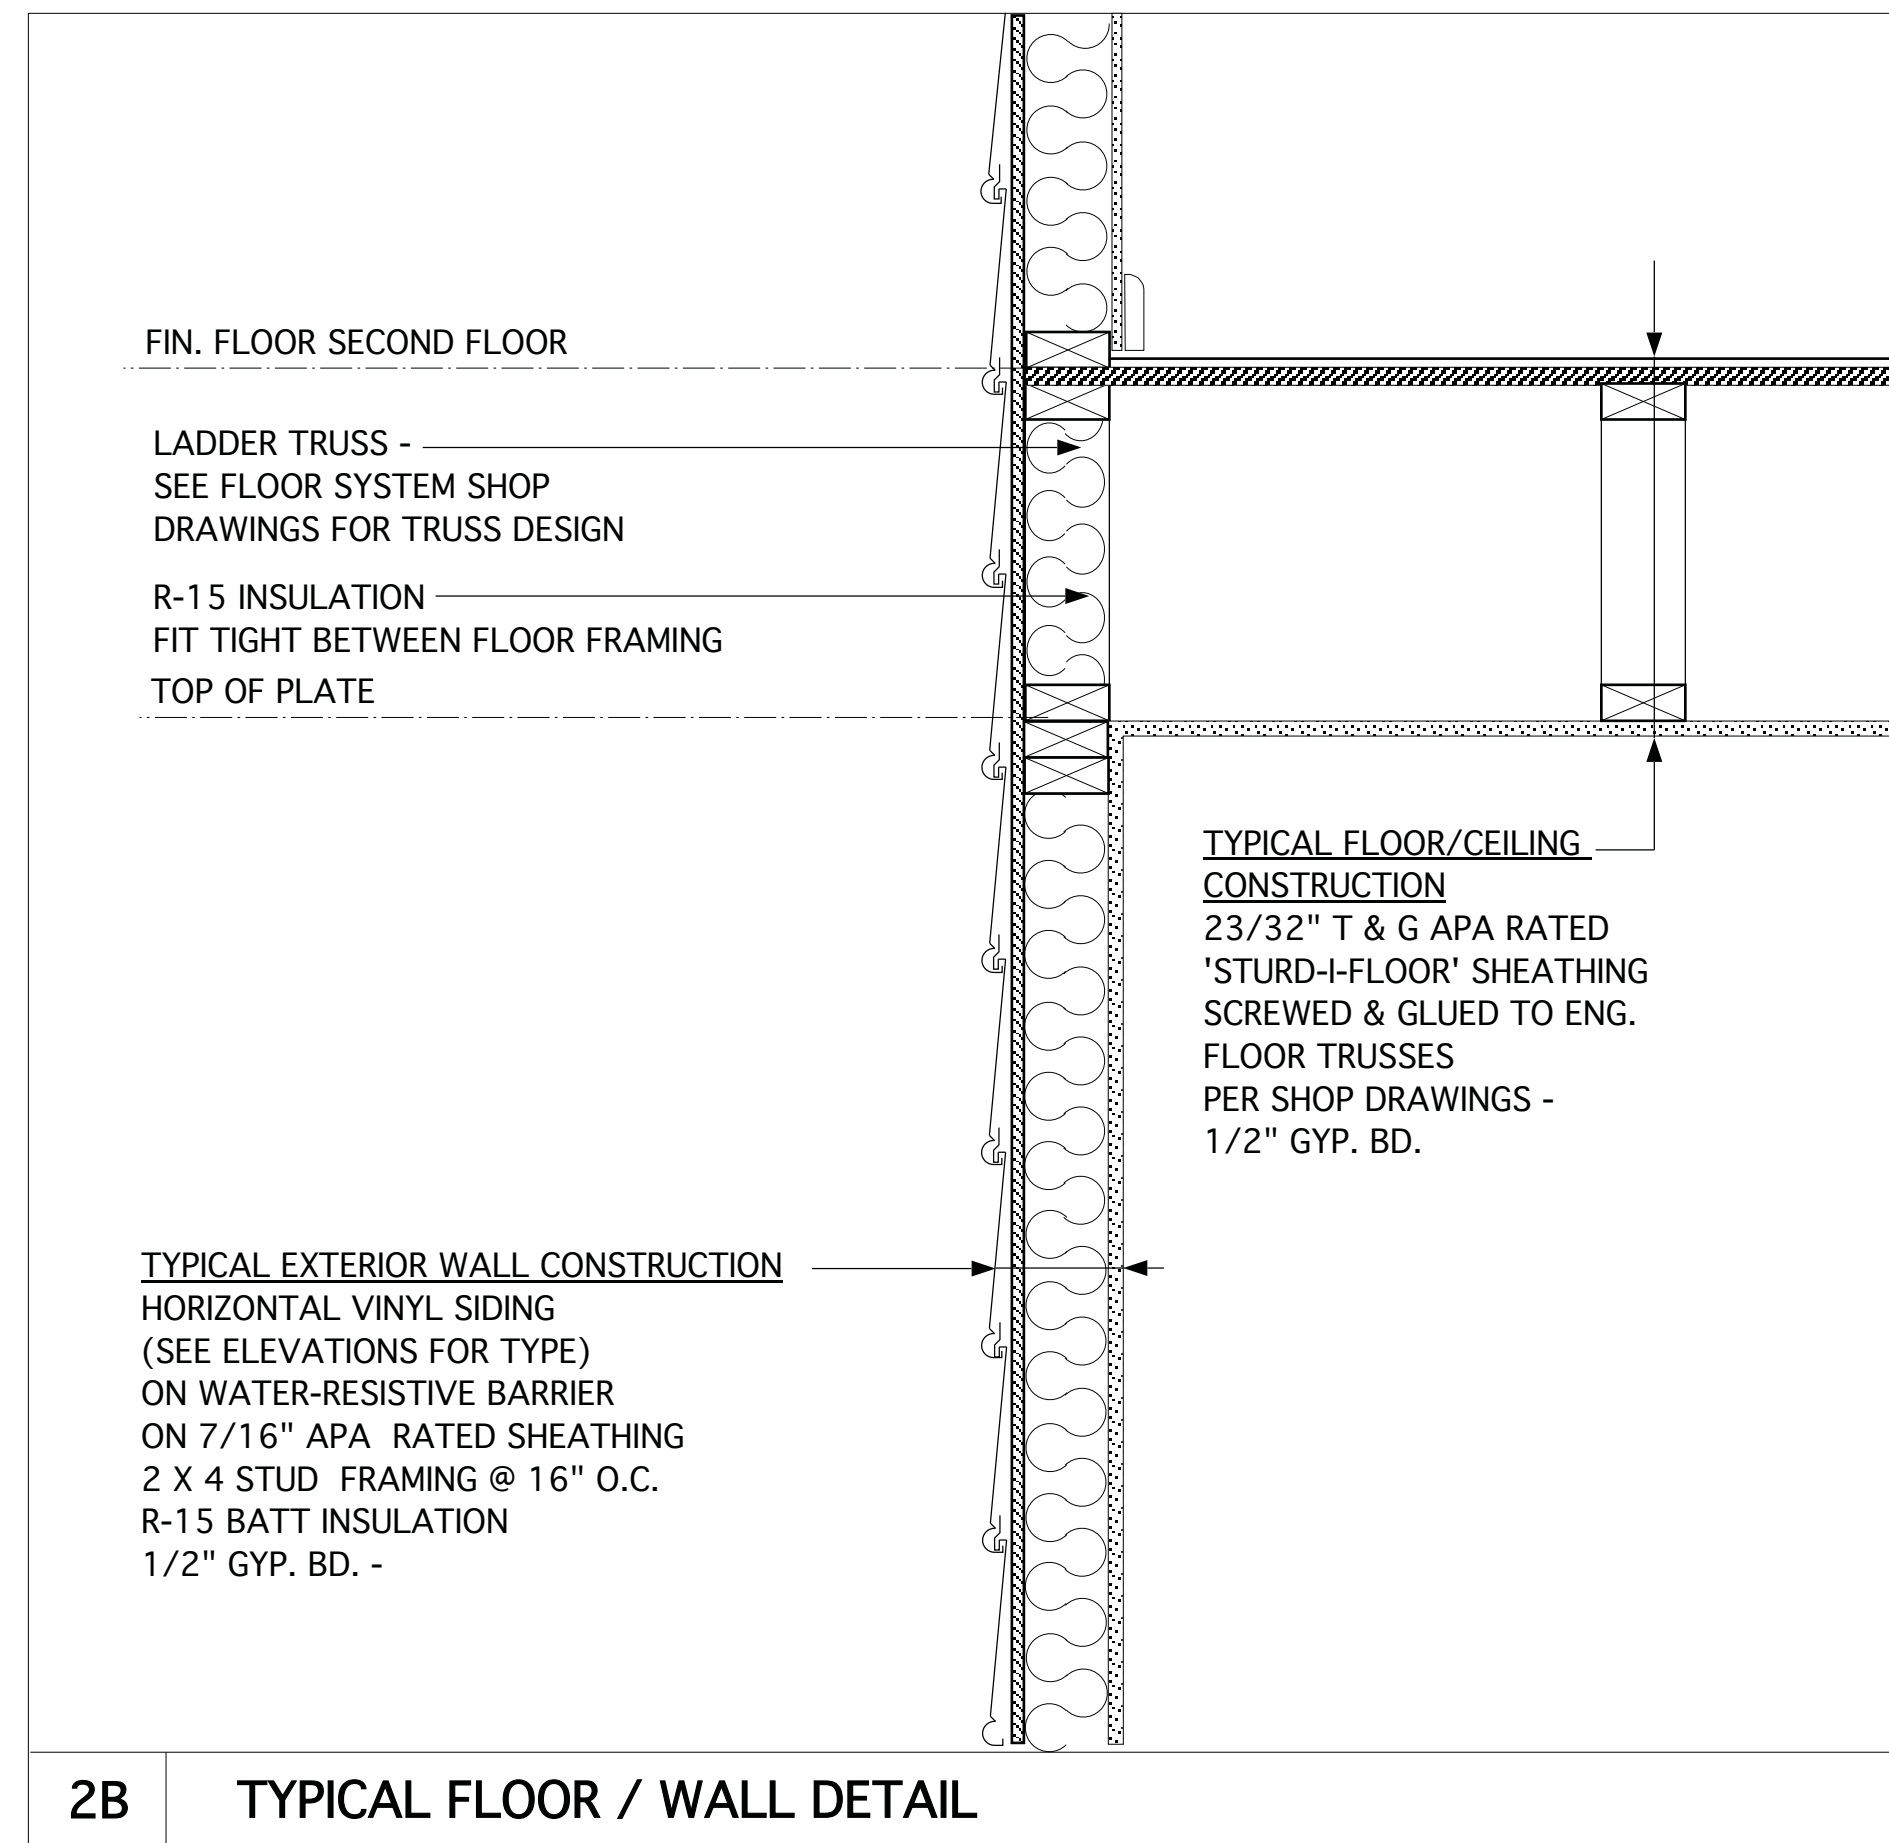 FIN. FLOOR SECOND FLOOR
LADDER TRUSS -
SEE FLOOR SYSTEM SHOP
DRAWINGS FOR TRUSS DESIGN
R-15 INSULATION
FIT TIGHT BETWEEN FLOOR FRAMING
TOP OF PLATE
TYPICAL FLOOR/CEILING
CONSTRUCTION
23/32" T & G APA RATED
'STURD-I-FLOOR' SHEATHING
SCREWED & GLUED TO ENG.
FLOOR TRUSSES
PER SHOP DRAWINGS -
1/2" GYP. BD.
TYPICAL EXTERIOR WALL CONSTRUCTION
HORIZONTAL VINYL SIDING
(SEE ELEVATIONS FOR TYPE)
ON WATER-RESISTIVE BARRIER
ON 7/16" APA  RATED SHEATHING
2 X 4 STUD  FRAMING @ 16" O.C.
R-15 BATT INSULATION
1/2" GYP. BD. -
2B TYPICAL FLOOR / WALL DETAIL